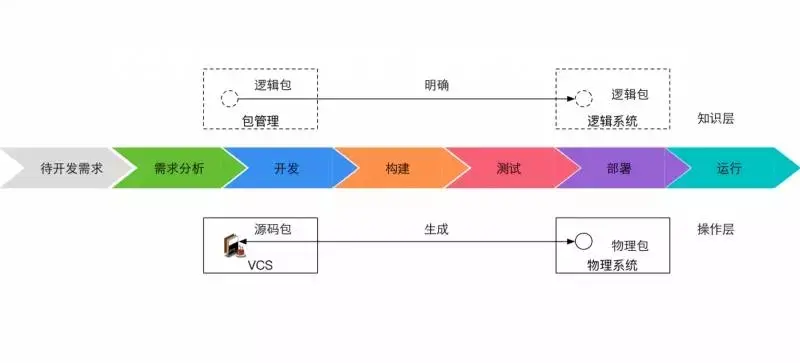 逻辑包
明确
逻辑包
包管理
逻辑系统
知识层
待开发需求
需求分析
开发
构建
测试
部署
运行
源码包
生成
操作层
物理包
VCS
物理系统